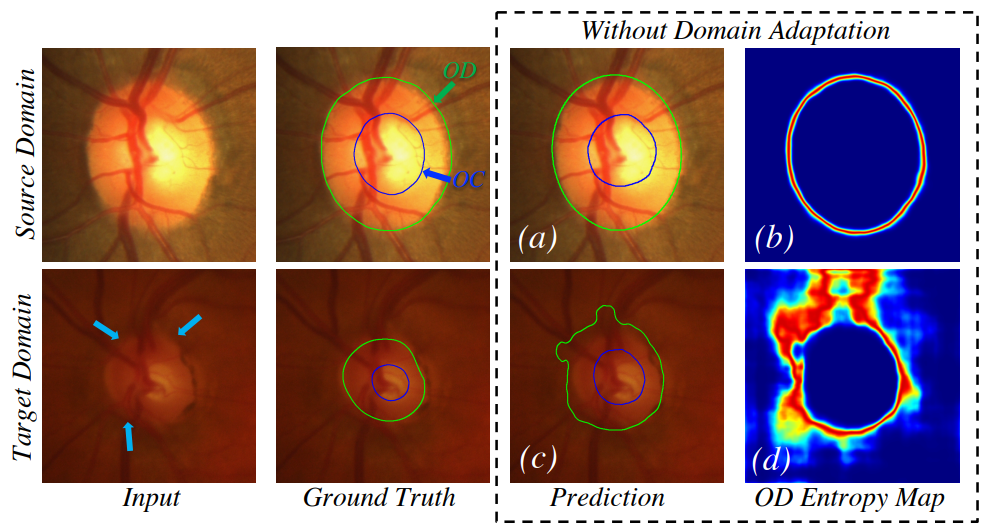 Without Domain Adaptation
Source Domain
OD
OC
(a)
(b)
Target Domain
(c)
(d)
Input
Ground Truth
Prediction
OD Entropy Map